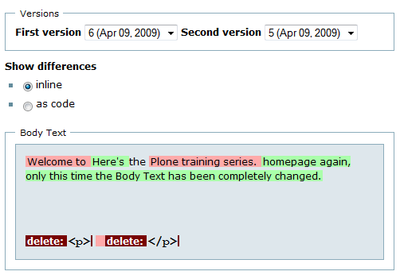 Versions
First version 6 (Apr 09, 2009) Second version 5 (Apr 09, 2009)
Show differences
inline
as code
Body Text
Welcome to Here's the Plone training series. homepage again,
only this time the Body Text has been completely changed.
delete: <p>| delete: </p>|